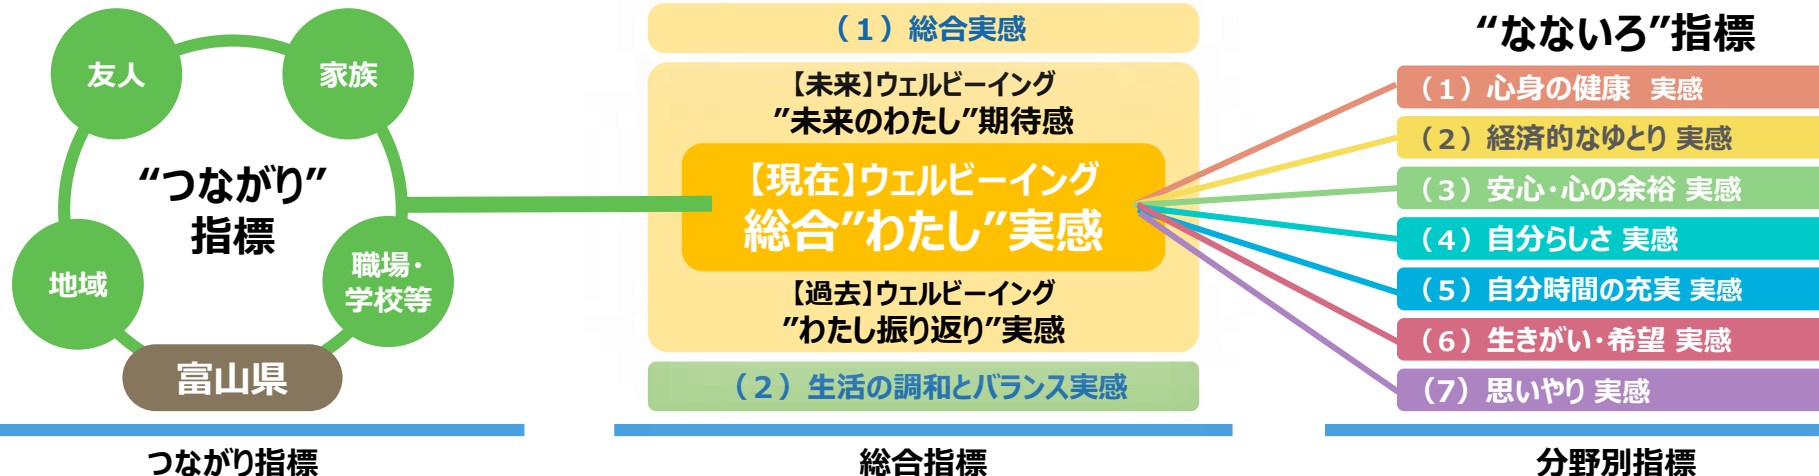 友人
家族
“つながり”
指標
地域
職場・
学校等
富山県
つながり指標
（１）総合実感
【未来】ウェルビーイング
”未来のわたし”期待感
【現在】ウェルビーイング
総合”わたし”実感
【過去】ウェルビーイング
”わたし振り返り”実感
（２）生活の調和とバランス実感
総合指標
“なないろ”指標
（１）心身の健康 実感
（２）経済的なゆとり 実感
（３）安心・心の余裕 実感
（４）自分らしさ 実感
（５）自分時間の充実 実感
（６）生きがい・希望 実感
（7）思いやり 実感
分野別指標